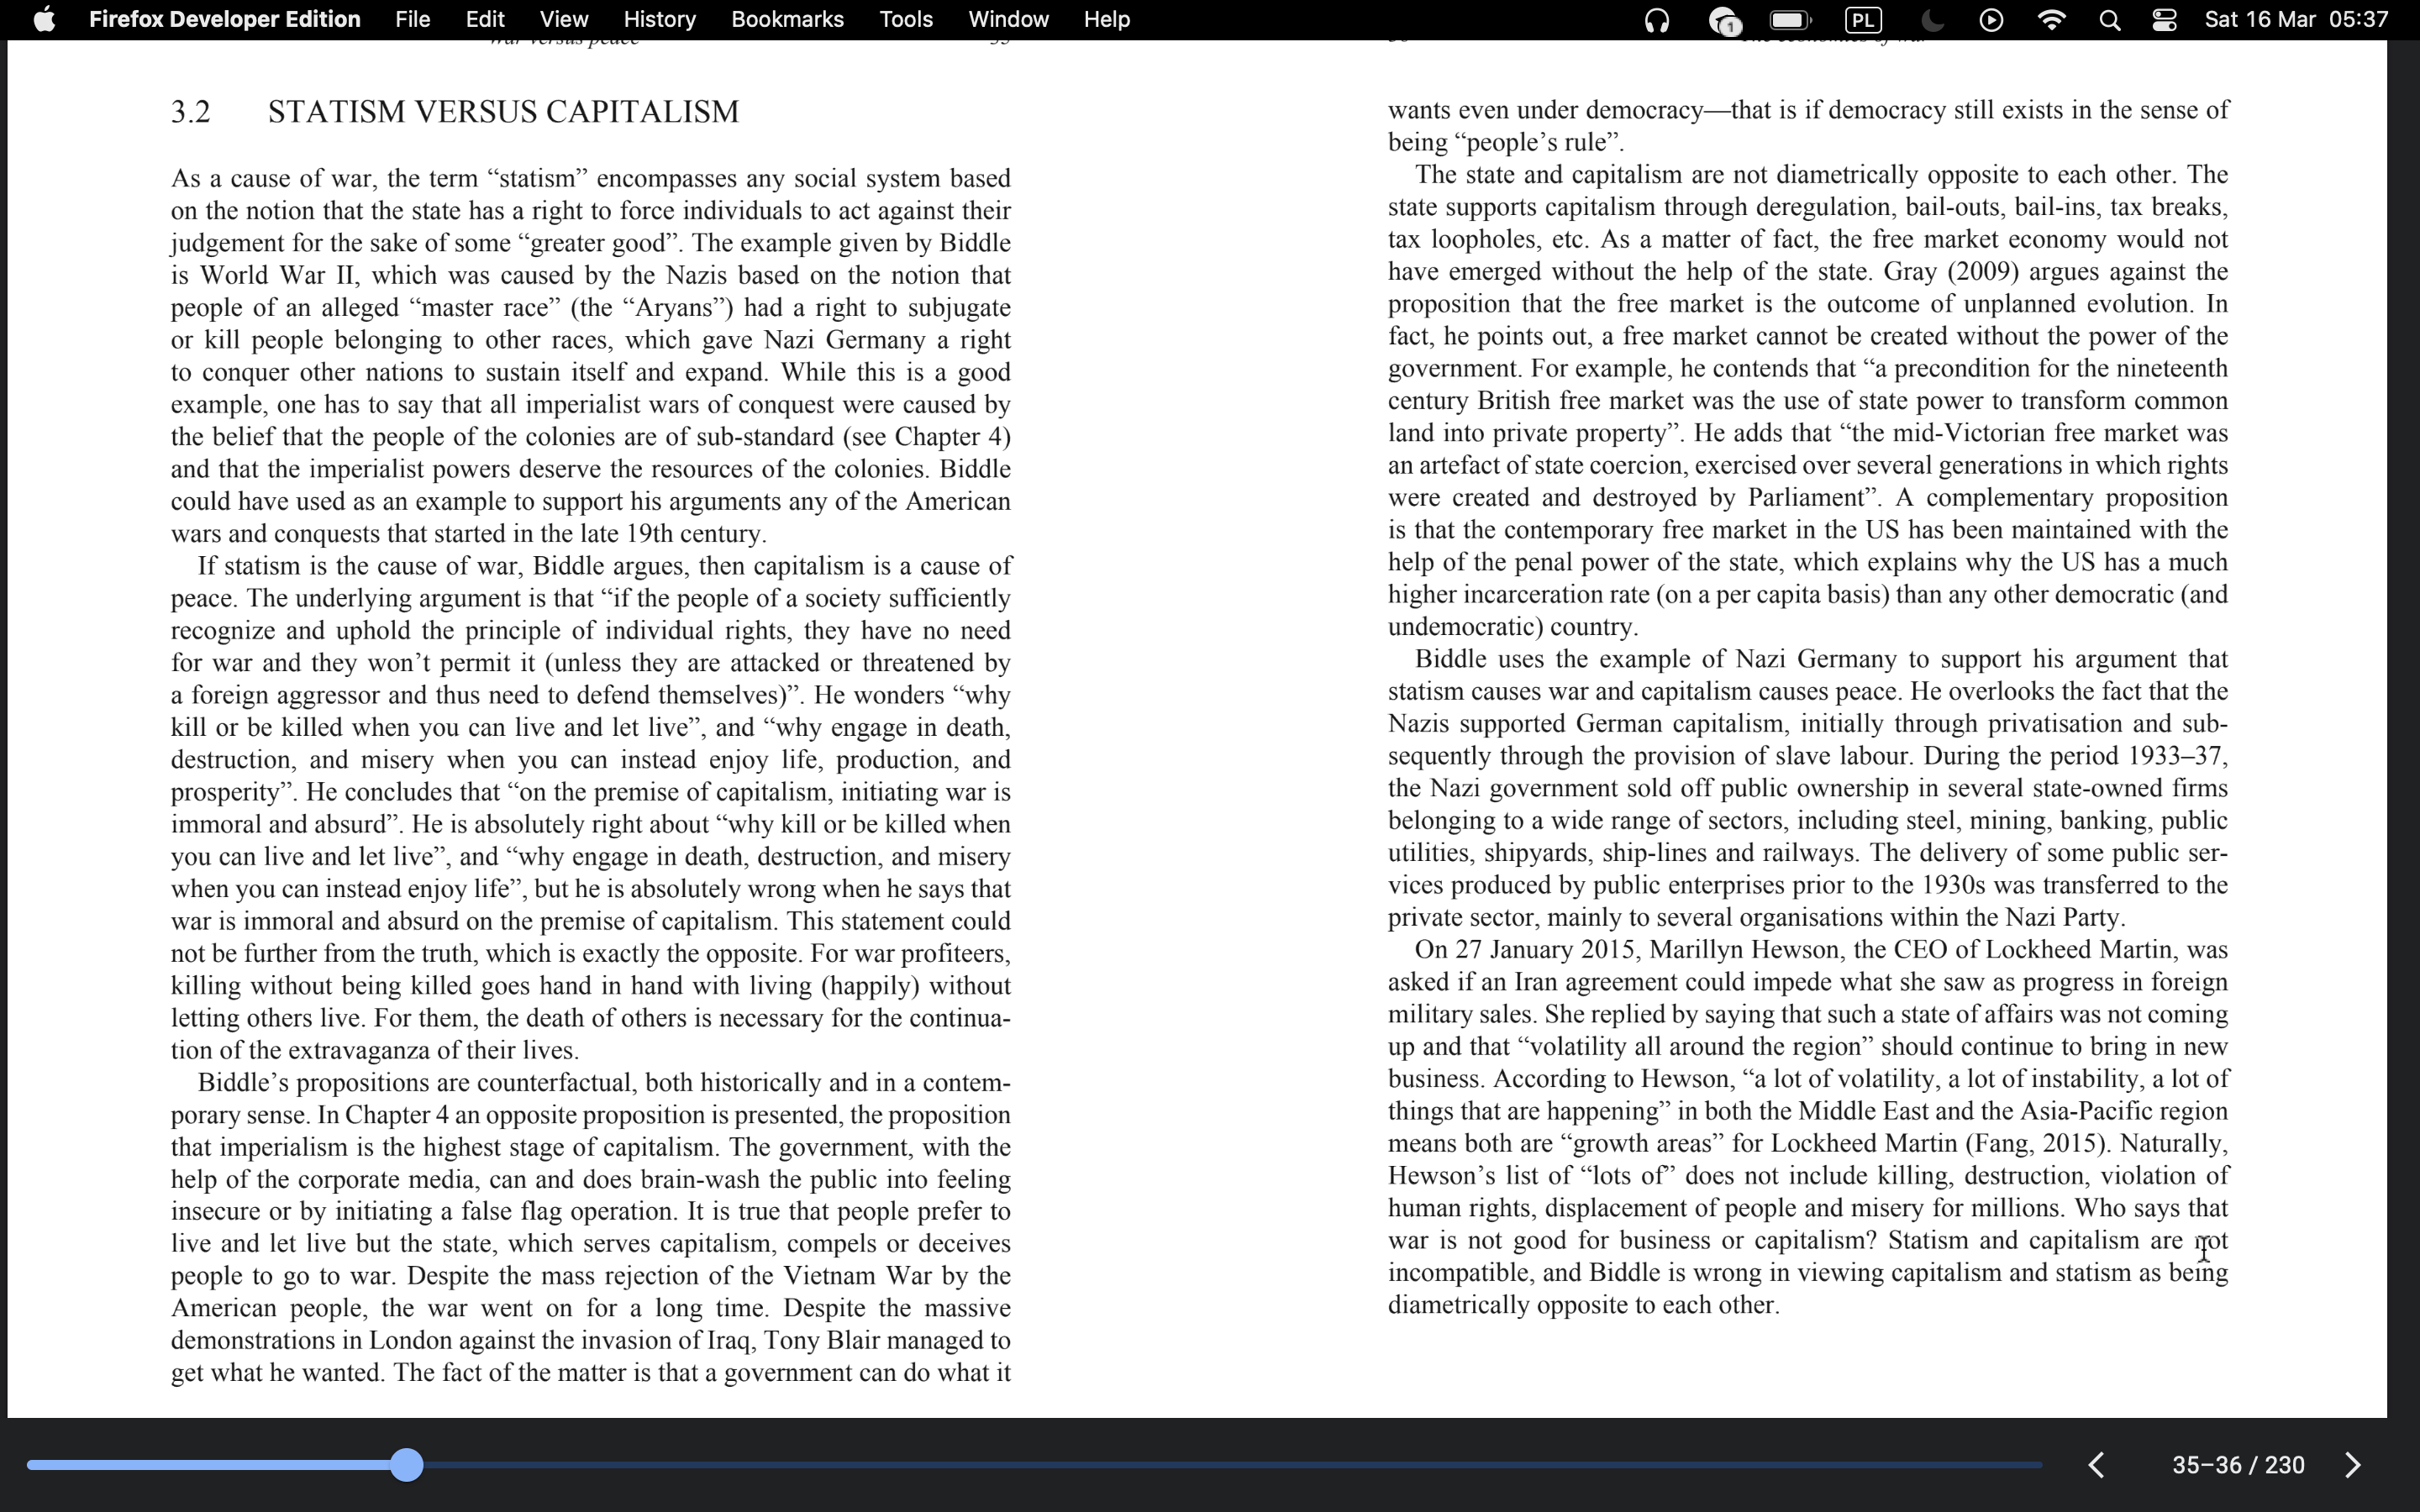 Firefox Developer Edition File Edit View History Bookmarks Tools Window Help
1 PL Sat 16 Mar 05:37
3.2 STATISM VERSUS CAPITALISM
As a cause of war, the term “statism” encompasses any social system based
on the notion that the state has a right to force individuals to act against their
judgement for the sake of some “greater good”. The example given by Biddle
is World War II, which was caused by the Nazis based on the notion that
people of an alleged “master race” (the “Aryans”) had a right to subjugate
or kill people belonging to other races, which gave Nazi Germany a right
to conquer other nations to sustain itself and expand. While this is a good
example, one has to say that all imperialist wars of conquest were caused by
the belief that the people of the colonies are of sub-standard (see Chapter 4)
and that the imperialist powers deserve the resources of the colonies. Biddle
could have used as an example to support his arguments any of the American
wars and conquests that started in the late 19th century.
If statism is the cause of war, Biddle argues, then capitalism is a cause of
peace. The underlying argument is that “if the people of a society sufficiently
recognize and uphold the principle of individual rights, they have no need
for war and they won’t permit it (unless they are attacked or threatened by
a foreign aggressor and thus need to defend themselves)”. He wonders “why
kill or be killed when you can live and let live”, and “why engage in death,
destruction, and misery when you can instead enjoy life, production, and
prosperity”. He concludes that “on the premise of capitalism, initiating war is
immoral and absurd”. He is absolutely right about “why kill or be killed when
you can live and let live”, and “why engage in death, destruction, and misery
when you can instead enjoy life”, but he is absolutely wrong when he says that
war is immoral and absurd on the premise of capitalism. This statement could
not be further from the truth, which is exactly the opposite. For war profiteers,
killing without being killed goes hand in hand with living (happily) without
letting others live. For them, the death of others is necessary for the continua-
tion of the extravaganza of their lives.
Biddle’s propositions are counterfactual, both historically and in a contem-
porary sense. In Chapter 4 an opposite proposition is presented, the proposition
that imperialism is the highest stage of capitalism. The government, with the
help of the corporate media, can and does brain-wash the public into feeling
insecure or by initiating a false flag operation. It is true that people prefer to
live and let live but the state, which serves capitalism, compels or deceives
people to go to war. Despite the mass rejection of the Vietnam War by the
American people, the war went on for a long time. Despite the massive
demonstrations in London against the invasion of Iraq, Tony Blair managed to
get what he wanted. The fact of the matter is that a government can do what it
wants even under democracy—that is if democracy still exists in the sense of
being “people’s rule”.
The state and capitalism are not diametrically opposite to each other. The
state supports capitalism through deregulation, bail-outs, bail-ins, tax breaks,
tax loopholes, etc. As a matter of fact, the free market economy would not
have emerged without the help of the state. Gray (2009) argues against the
proposition that the free market is the outcome of unplanned evolution. In
fact, he points out, a free market cannot be created without the power of the
government. For example, he contends that “a precondition for the nineteenth
century British free market was the use of state power to transform common
land into private property”. He adds that “the mid-Victorian free market was
an artefact of state coercion, exercised over several generations in which rights
were created and destroyed by Parliament”. A complementary proposition
is that the contemporary free market in the US has been maintained with the
help of the penal power of the state, which explains why the US has a much
higher incarceration rate (on a per capita basis) than any other democratic (and
undemocratic) country.
Biddle uses the example of Nazi Germany to support his argument that
statism causes war and capitalism causes peace. He overlooks the fact that the
Nazis supported German capitalism, initially through privatisation and sub-
sequently through the provision of slave labour. During the period 1933–37,
the Nazi government sold off public ownership in several state-owned firms
belonging to a wide range of sectors, including steel, mining, banking, public
utilities, shipyards, ship-lines and railways. The delivery of some public ser-
vices produced by public enterprises prior to the 1930s was transferred to the
private sector, mainly to several organisations within the Nazi Party.
On 27 January 2015, Marillyn Hewson, the CEO of Lockheed Martin, was
asked if an Iran agreement could impede what she saw as progress in foreign
military sales. She replied by saying that such a state of affairs was not coming
up and that “volatility all around the region” should continue to bring in new
business. According to Hewson, “a lot of volatility, a lot of instability, a lot of
things that are happening” in both the Middle East and the Asia-Pacific region
means both are “growth areas” for Lockheed Martin (Fang, 2015). Naturally,
Hewson’s list of “lots of” does not include killing, destruction, violation of
human rights, displacement of people and misery for millions. Who says that
war is not good for business or capitalism? Statism and capitalism are not
incompatible, and Biddle is wrong in viewing capitalism and statism as being
diametrically opposite to each other.
35–36 / 230